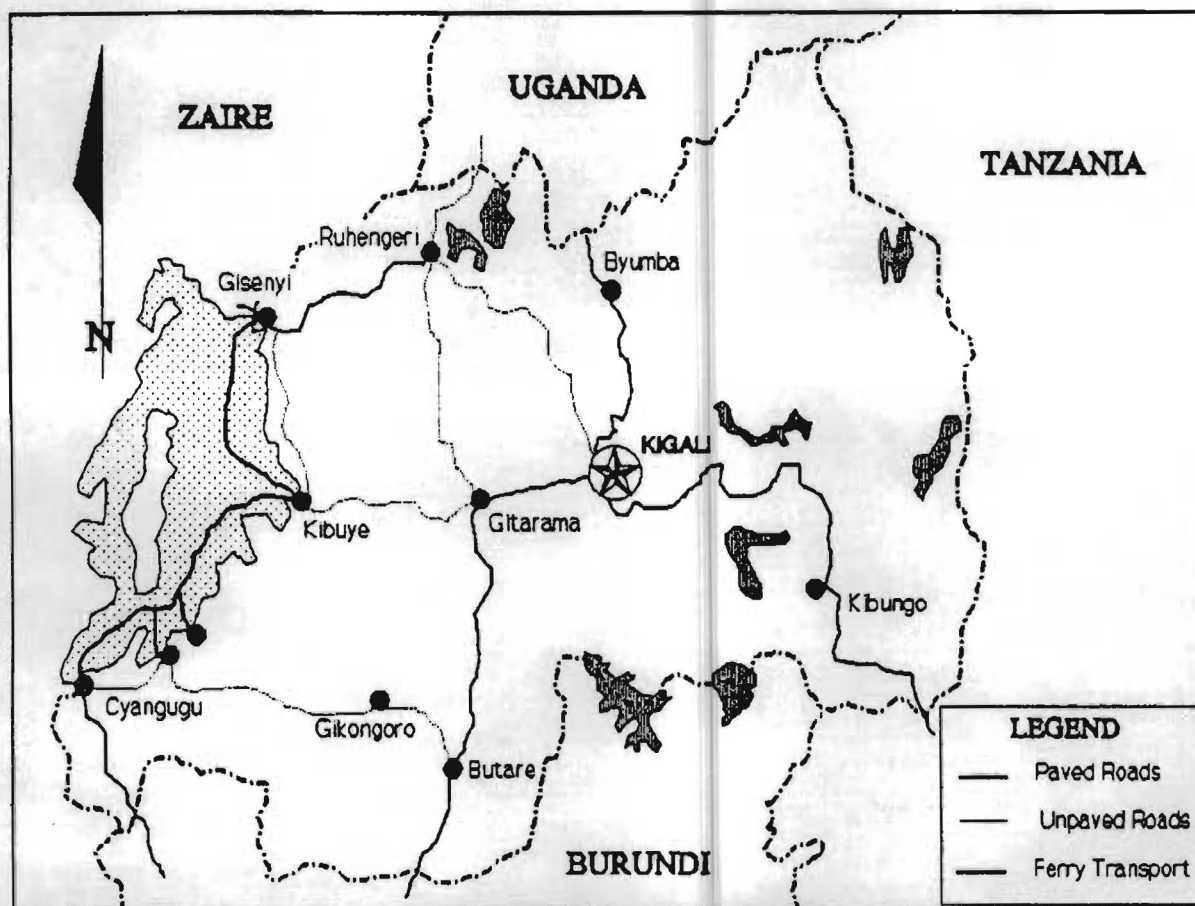 UGANDA
ZAIRE
TANZANIA
Ruhengeri
Byumba
Gisenyi
N
KIGALI
Kibuye
Gitarama
Kibungo
Cyangugu
Gikongoro
Butare
BURUNDI
LEGEND
Paved Roads
Unpaved Roads
Ferry Transport